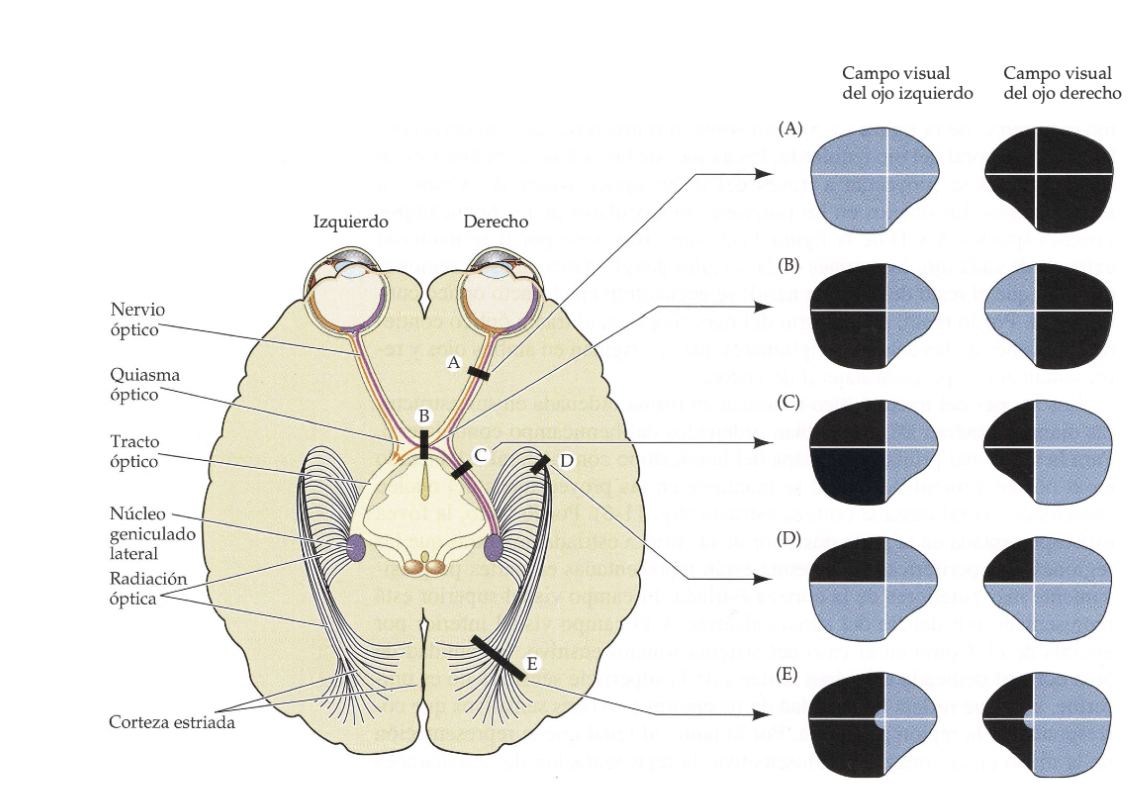 Campo visual
del ojo izquierdo
Campo visual
del ojo derecho
(A)
Izquierdo
Derecho
(B)
Nervio
óptico
A
Quiasma
óptico
B
(C)
Tracto
óptico
C
D
Núcleo
geniculado
lateral
(D)
Radiación
óptica
E
(E)
Corteza estriada